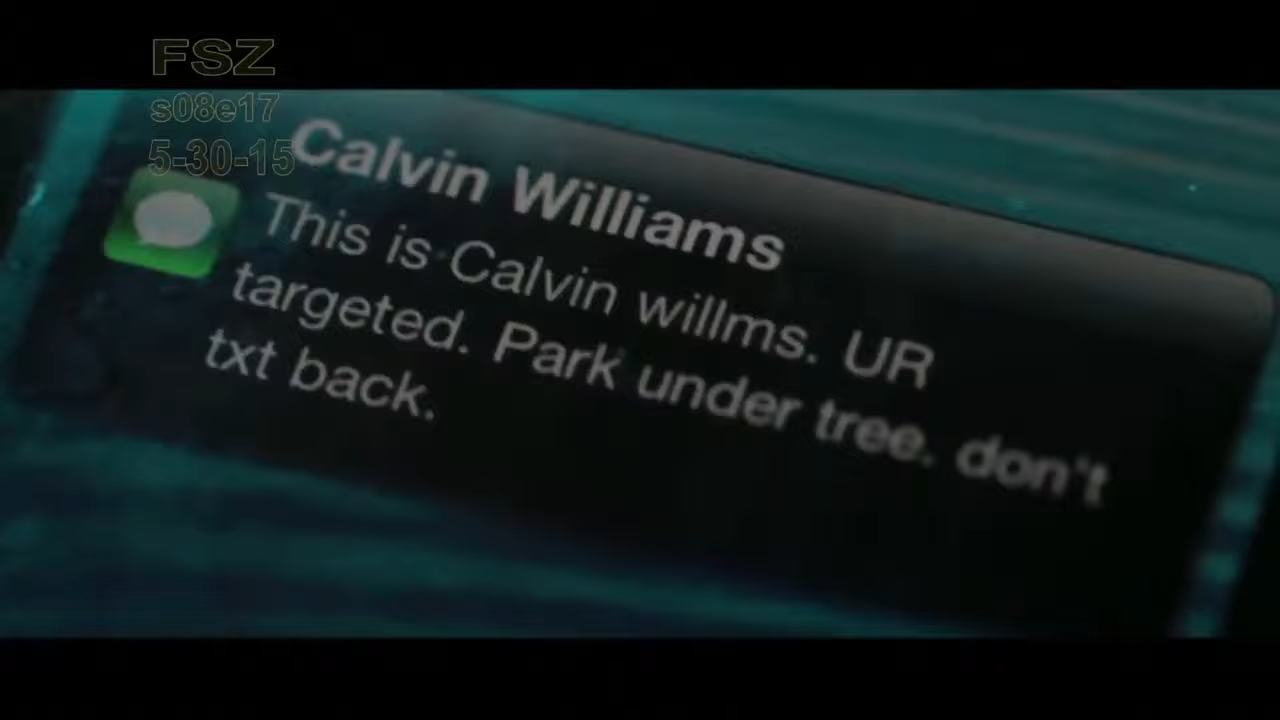 FSZ
s08e17
5-30-15
Calvin Williams
This is Calvin willms. UR
targeted. Park under tree. don't
txt back.